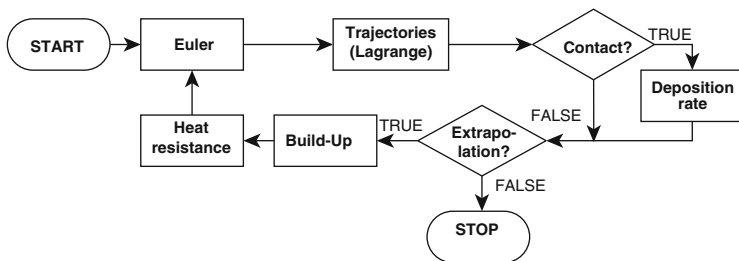 START
Euler
Trajectories
(Lagrange)
Contact?
TRUE
Deposition
rate
FALSE
Heat
resistance
Build-Up
TRUE
Extrapo-
lation?
FALSE
STOP